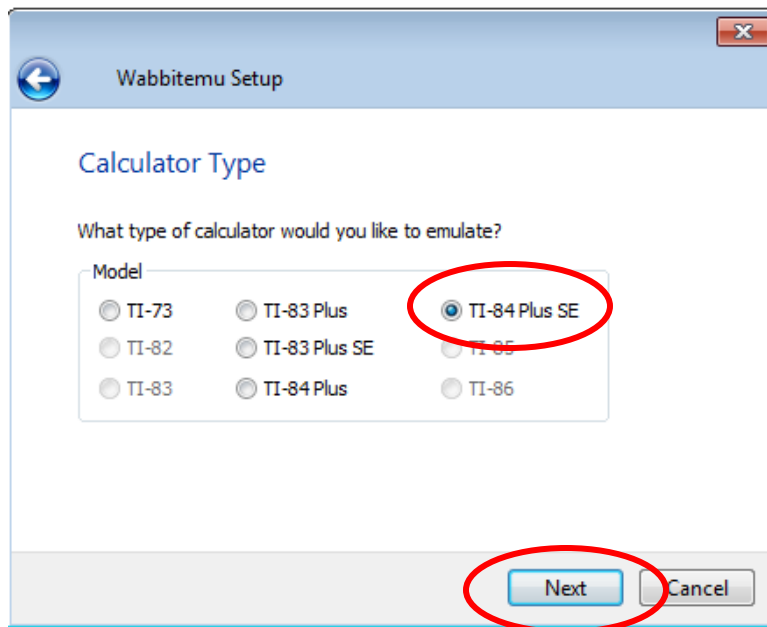 Wabbitemu Setup
Calculator Type
What type of calculator would you like to emulate?
Model
TI-73 TI-83 Plus TI-84 Plus SE
TI-82 TI-83 Plus SE TI-85
TI-83 TI-84 Plus TI-86
Next Cancel